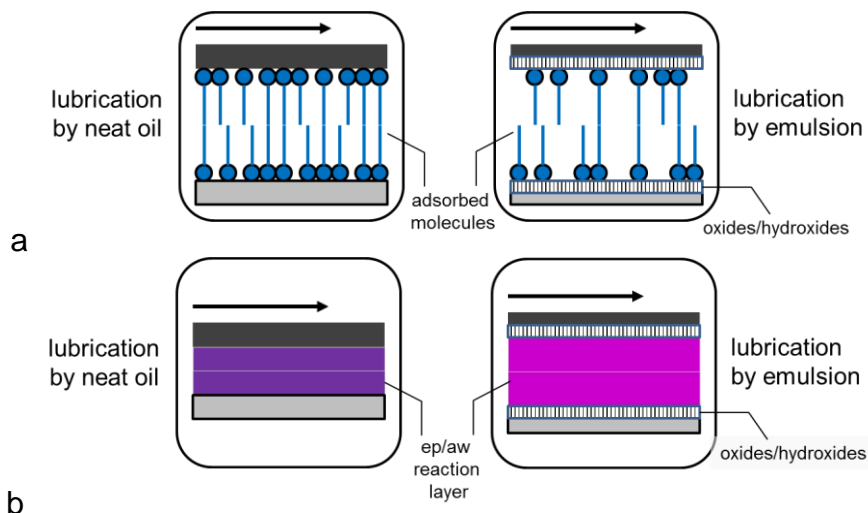 lubrication
by neat oil
lubrication
by emulsion
adsorbed
molecules
oxides/hydroxides
a
lubrication
by neat oil
lubrication
by emulsion
ep/aw
reaction
layer
oxides/hydroxides
b